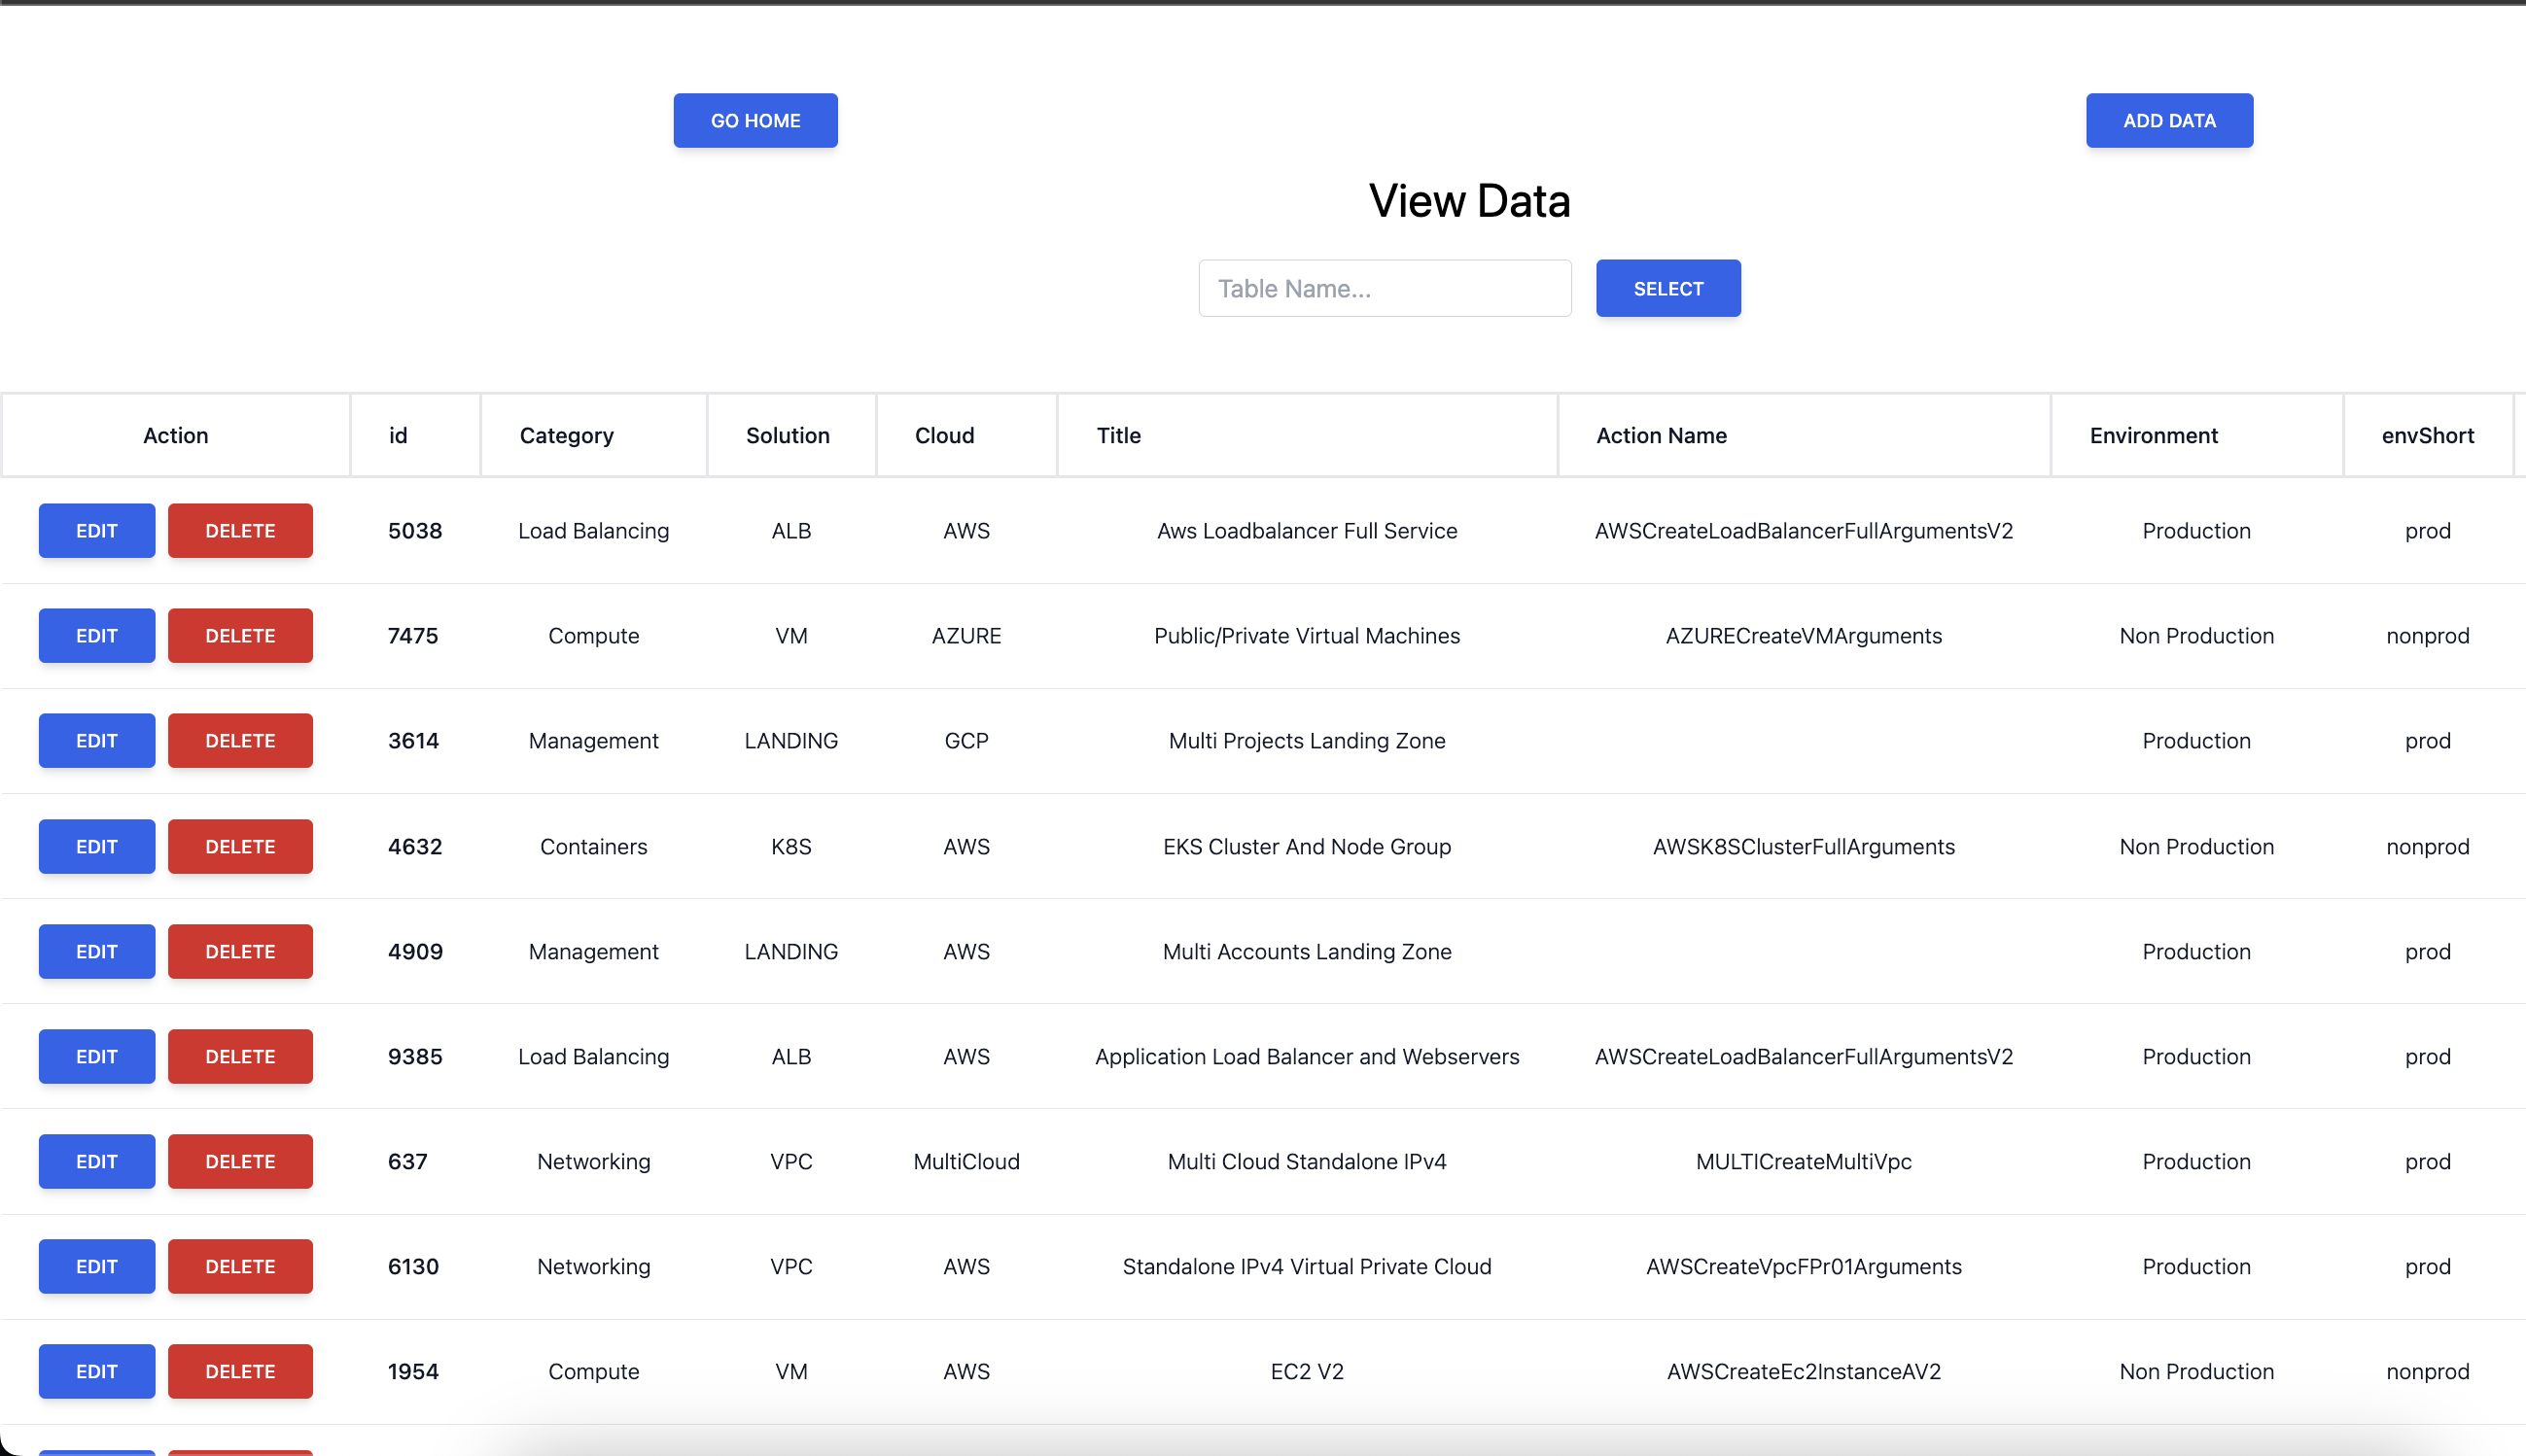 GO HOME ADD DATA
View Data
Table Name... SELECT
Action id Category Solution Cloud Title Action Name Environment envShort
EDIT DELETE 5038 Load Balancing ALB AWS Aws Loadbalancer Full Service AWSCreateLoadBalancerFullArgumentsV2 Production prod
EDIT DELETE 7475 Compute VM AZURE Public/Private Virtual Machines AZURECreateVMArguments Non Production nonprod
EDIT DELETE 3614 Management LANDING GCP Multi Projects Landing Zone Production prod
EDIT DELETE 4632 Containers K8S AWS EKS Cluster And Node Group AWSK8SClusterFullArguments Non Production nonprod
EDIT DELETE 4909 Management LANDING AWS Multi Accounts Landing Zone Production prod
EDIT DELETE 9385 Load Balancing ALB AWS Application Load Balancer and Webservers AWSCreateLoadBalancerFullArgumentsV2 Production prod
EDIT DELETE 637 Networking VPC MultiCloud Multi Cloud Standalone IPv4 MULTICreateMultiVpc Production prod
EDIT DELETE 6130 Networking VPC AWS Standalone IPv4 Virtual Private Cloud AWSCreateVpcFPr01Arguments Production prod
EDIT DELETE 1954 Compute VM AWS EC2 V2 AWSCreateEc2InstanceAV2 Non Production nonprod